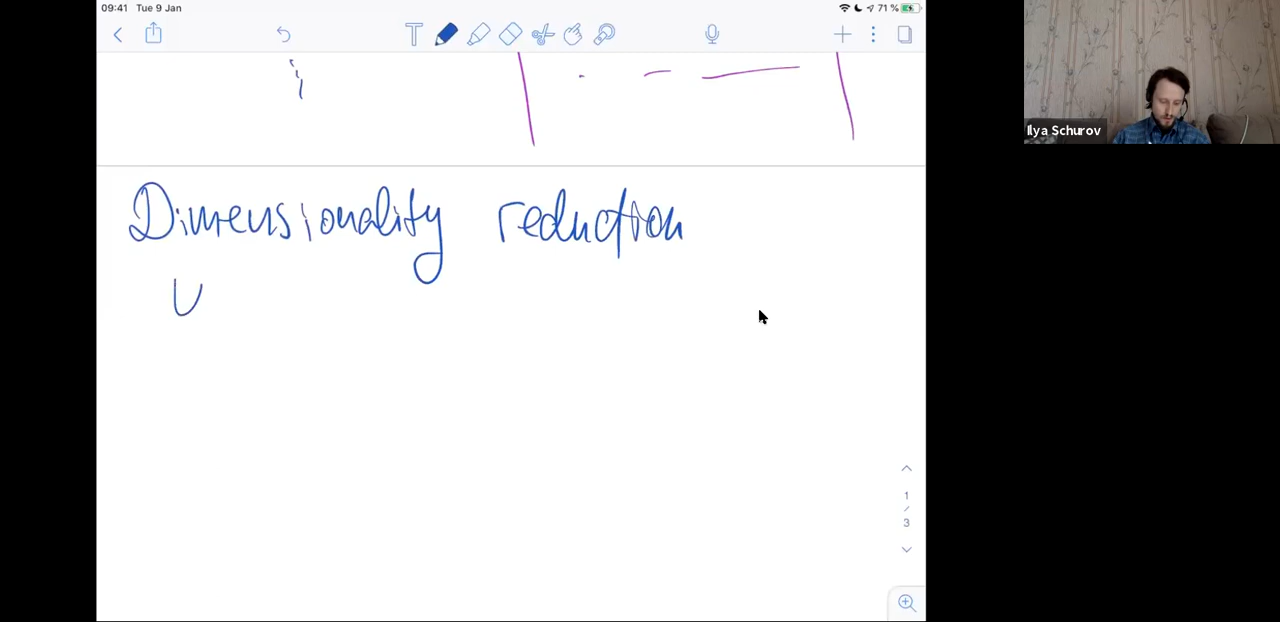 09:41 Tue 9 Jan
71 %
T
Ilya Schurov
Dimensionality reduction
U
1
/
3